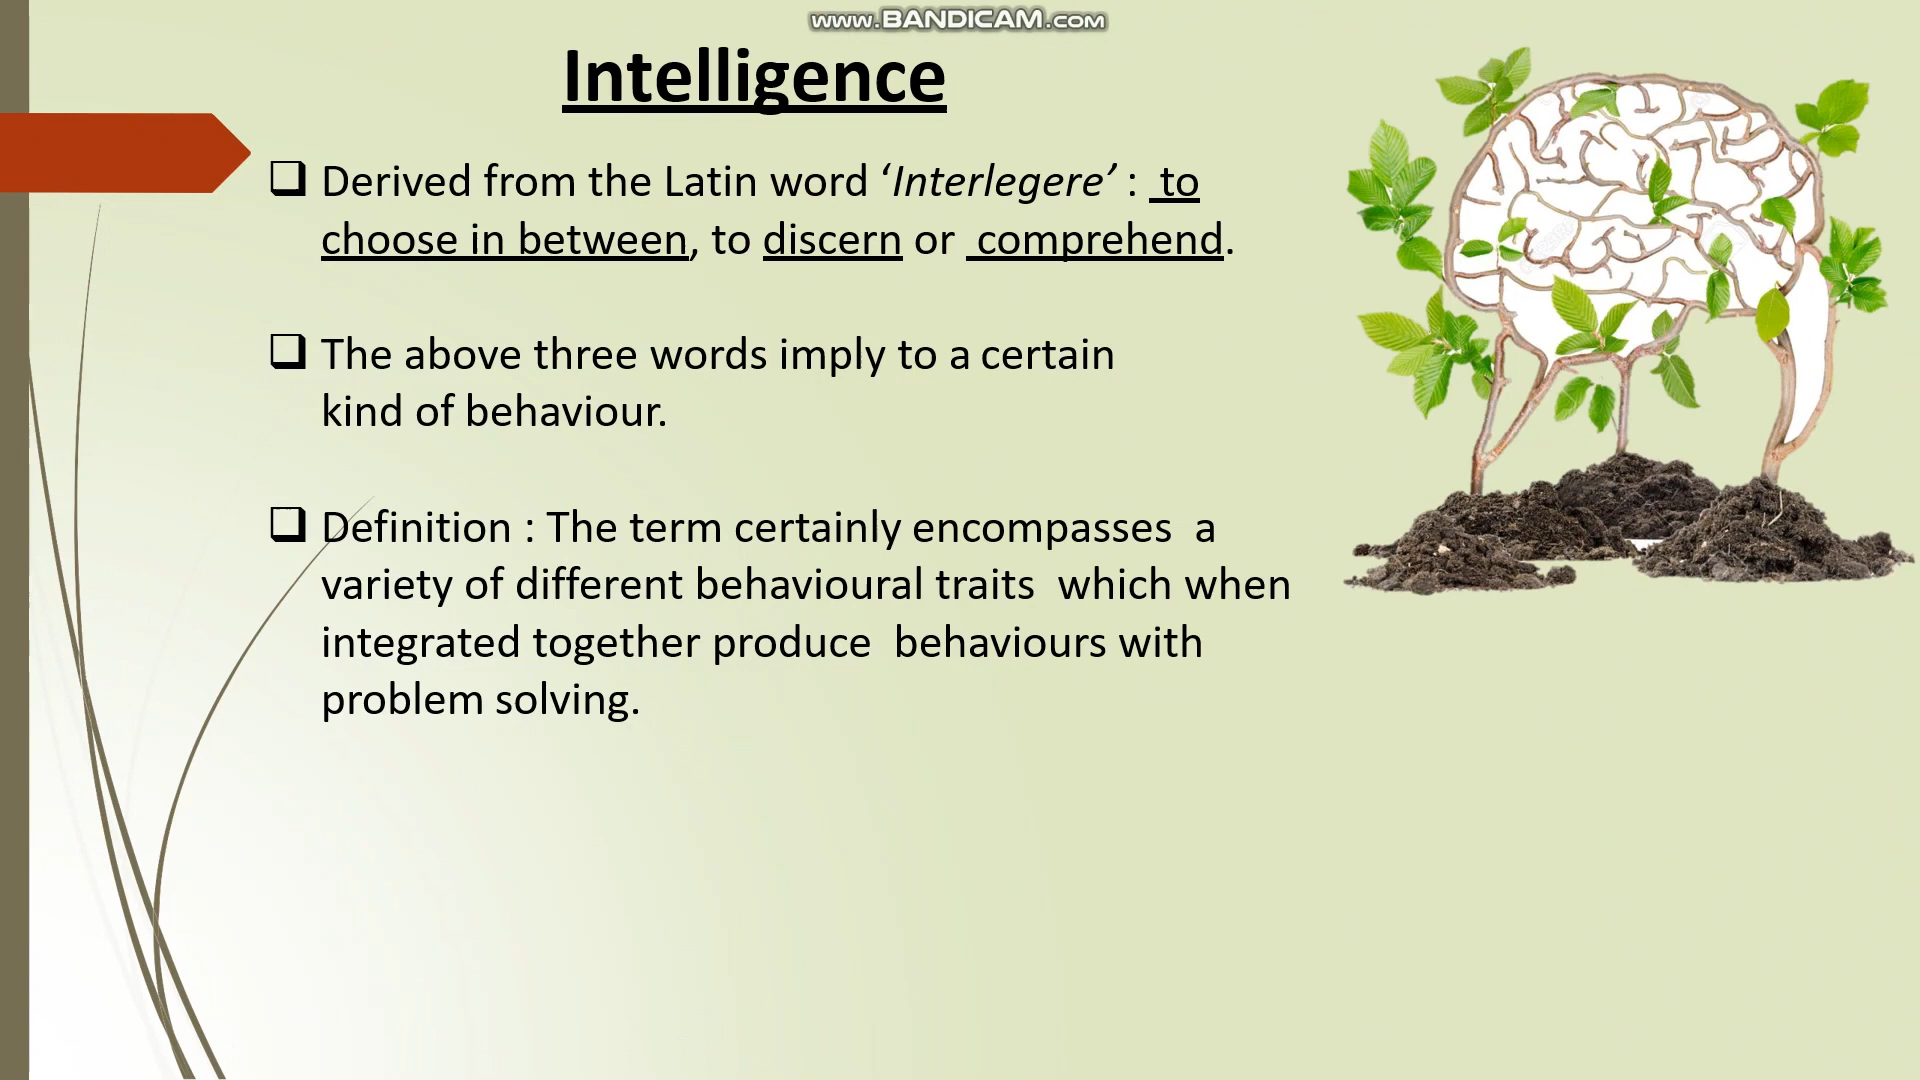 www.BANDICAM.com
Intelligence
❑ Derived from the Latin word ‘Interlegere’ : to
choose in between, to discern or comprehend.
❑ The above three words imply to a certain
kind of behaviour.
❑ Definition : The term certainly encompasses a
variety of different behavioural traits which when
integrated together produce behaviours with
problem solving.